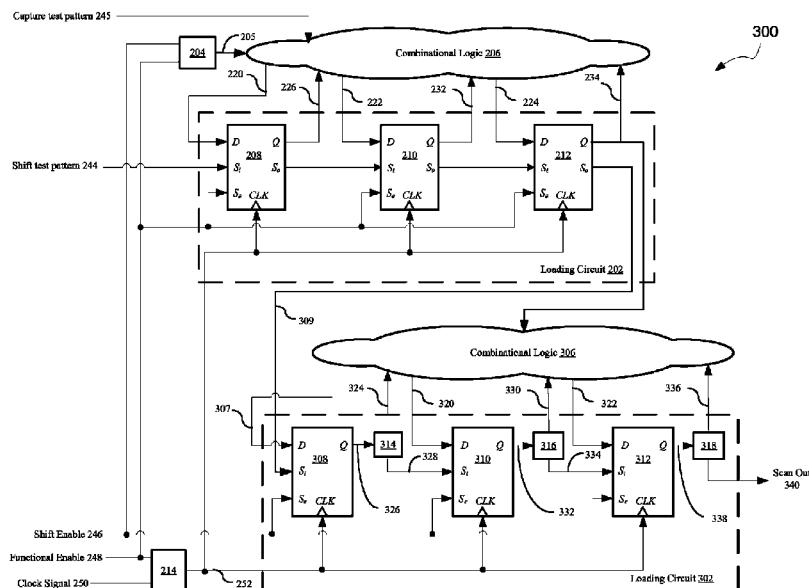 Capture test pattern 245
300
204
205
Combinational Logic 206
220
226
222
232
224
234
D Q
208
Si So
Se CLK
D Q
210
Si So
Se CLK
D Q
212
Si So
Se CLK
Shift test pattern 244
Loading Circuit 202
309
Combinational Logic 306
324
320
330
322
336
307
D Q
308
Si
Se CLK
314
328
326
D Q
310
Si
Se CLK
316
334
332
D Q
312
Si
Se CLK
318
338
Scan Out
340
Shift Enable 246
Functional Enable 248
Clock Signal 250
214
252
Loading Circuit 302